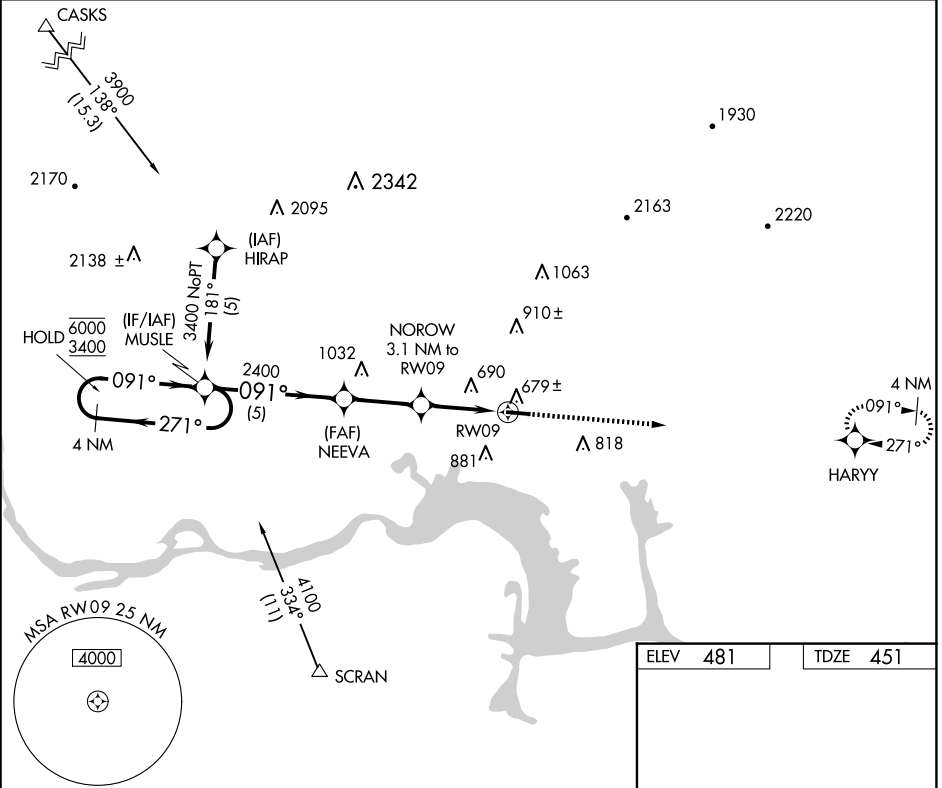 CASKS
3900
138°
(15.3)
1930
2170
2342
2095
2163
2220
(IAF)
HIRAP
2138 ±
1063
3400 NoPT
181°
(5)
910±
HOLD
6000
3400
(IF/IAF)
MUSLE
NOROW
3.1 NM to
RW09
1032
2400
091°
091°
(5)
690
679±
4 NM
091°
271°
271°
4 NM
(FAF)
NEEVA
RW09
881
818
HARYY
4100
334°
(11)
SCRAN
MSA RW09 25 NM
4000
ELEV 481
TDZE 451